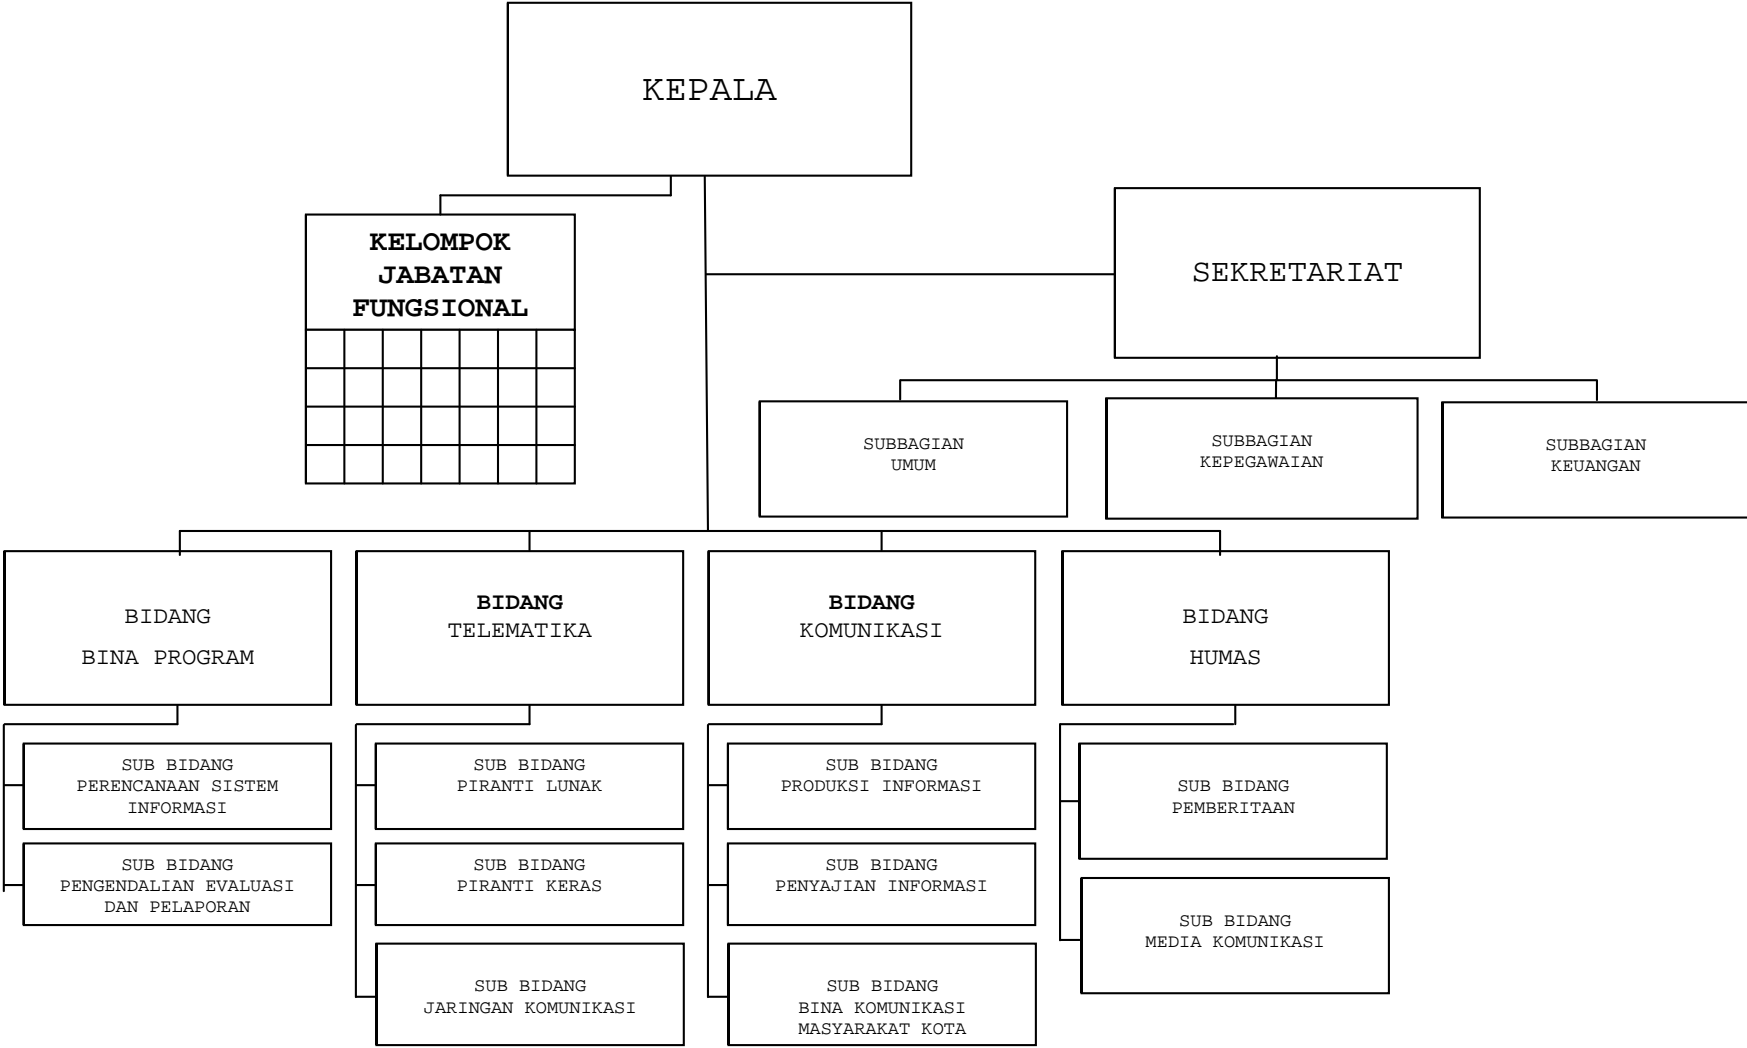 KEPALA
KELOMPOK
JABATAN
FUNGSIONAL
SEKRETARIAT
SUBBAGIAN
UMUM
SUBBAGIAN
KEPEGAWAIAN
SUBBAGIAN
KEUANGAN
BIDANG
BINA PROGRAM
BIDANG
TELEMATIKA
BIDANG
KOMUNIKASI
BIDANG
HUMAS
SUB BIDANG
PERENCANAAN SISTEM
INFORMASI
SUB BIDANG
PENGENDALIAN EVALUASI
DAN PELAPORAN
SUB BIDANG
PIRANTI LUNAK
SUB BIDANG
PIRANTI KERAS
SUB BIDANG
JARINGAN KOMUNIKASI
SUB BIDANG
PRODUKSI INFORMASI
SUB BIDANG
PENYAJIAN INFORMASI
SUB BIDANG
BINA KOMUNIKASI
MASYARAKAT KOTA
SUB BIDANG
PEMBERITAAN
SUB BIDANG
MEDIA KOMUNIKASI